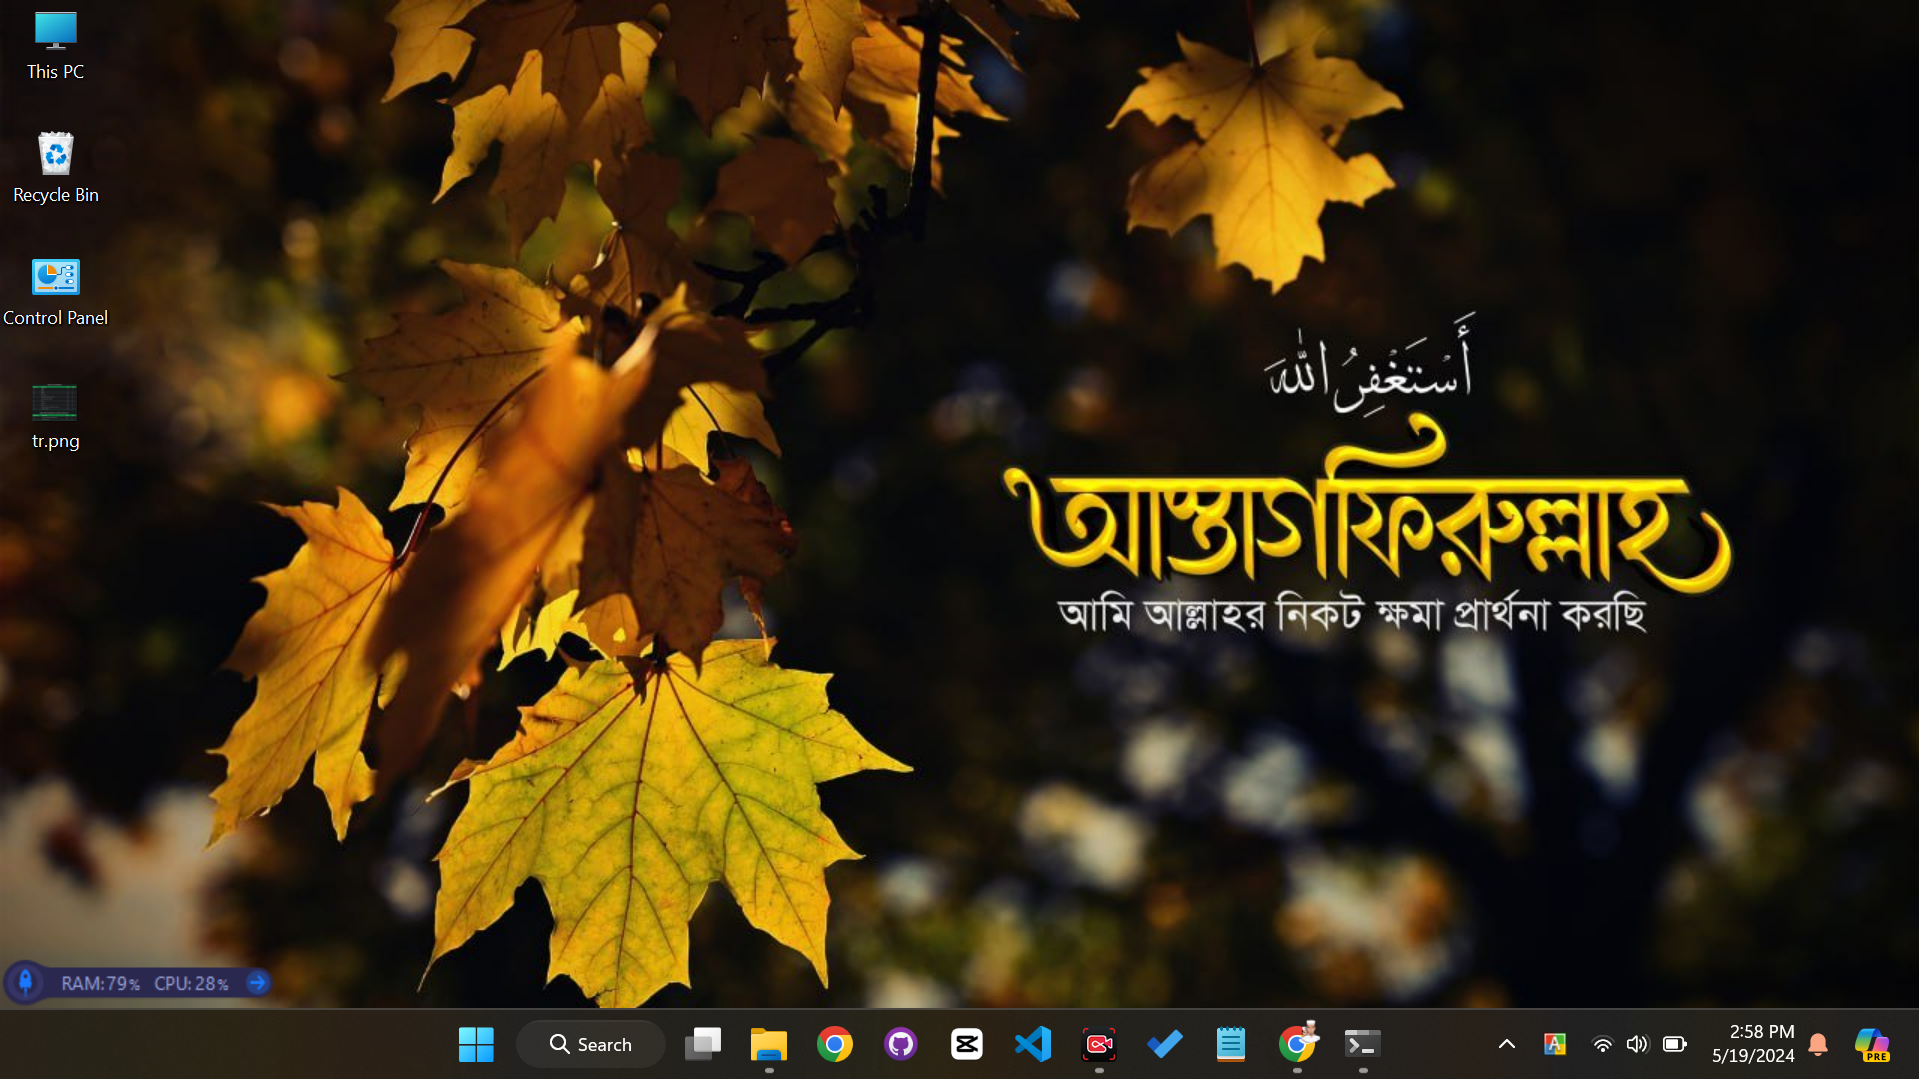 This PC
Recycle Bin
Control Panel
tr.png
أَسْتَغْفِرُ اللّٰهَ
আস্তাগফিরুল্লাহ
আমি আল্লাহর নিকট ক্ষমা প্রার্থনা করছি
RAM:79% CPU: 28%
Search
A
2:58 PM
5/19/2024
PRE